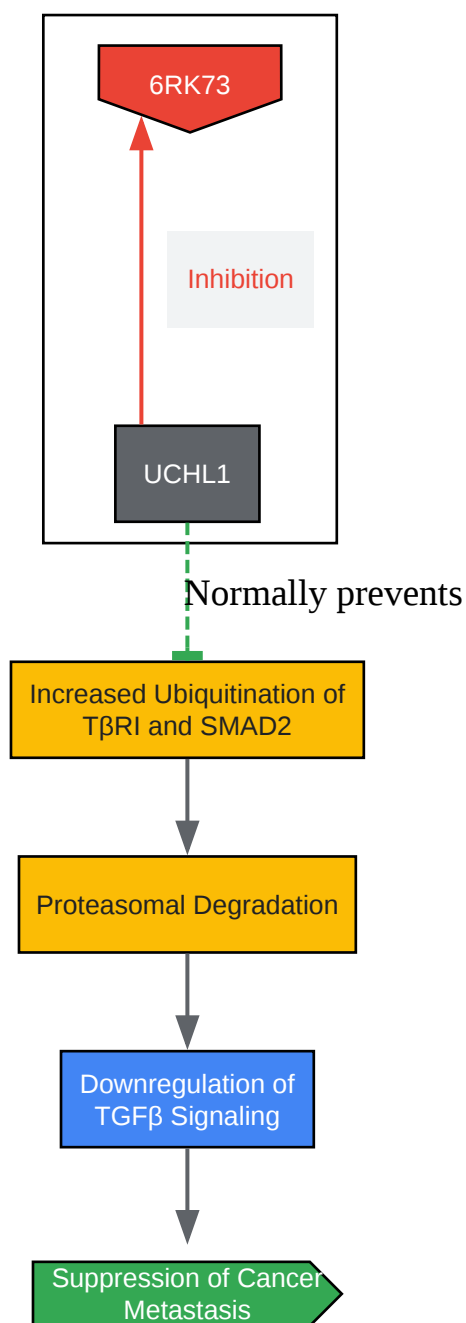 6RK73
Inhibition
UCHL1
Normally prevents
Increased Ubiquitination of
TβRI and SMAD2
Proteasomal Degradation
Downregulation of
TGFβ Signaling
Suppression of Cancer
Metastasis